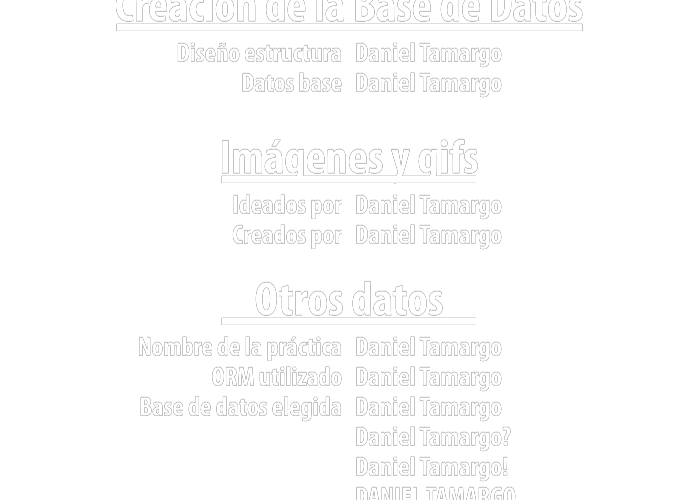 Creación de la Base de Datos
Diseño estructura Daniel Tamargo
Datos base Daniel Tamargo
Imágenes y gifs
Ideados por Daniel Tamargo
Creados por Daniel Tamargo
Otros datos
Nombre de la práctica Daniel Tamargo
ORM utilizado Daniel Tamargo
Base de datos elegida Daniel Tamargo
Daniel Tamargo?
Daniel Tamargo!
DANIEL TAMARGO